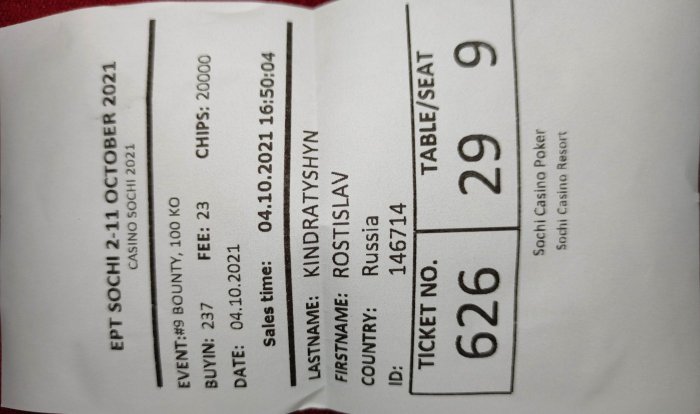 EPT SOCHI 2-11 OCTOBER 2021
CASINO SOCHI 2021
EVENT:#9 BOUNTY, 100 KO
BUYIN: 237 FEE: 23 CHIPS: 20000
DATE: 04.10.2021
Sales time: 04.10.2021 16:50:04
LASTNAME: KINDRATYSHYN
FIRSTNAME: ROSTISLAV
COUNTRY: Russia
ID: 146714
TICKET NO. TABLE/SEAT
626 29 9
Sochi Casino Poker
Sochi Casino Resort